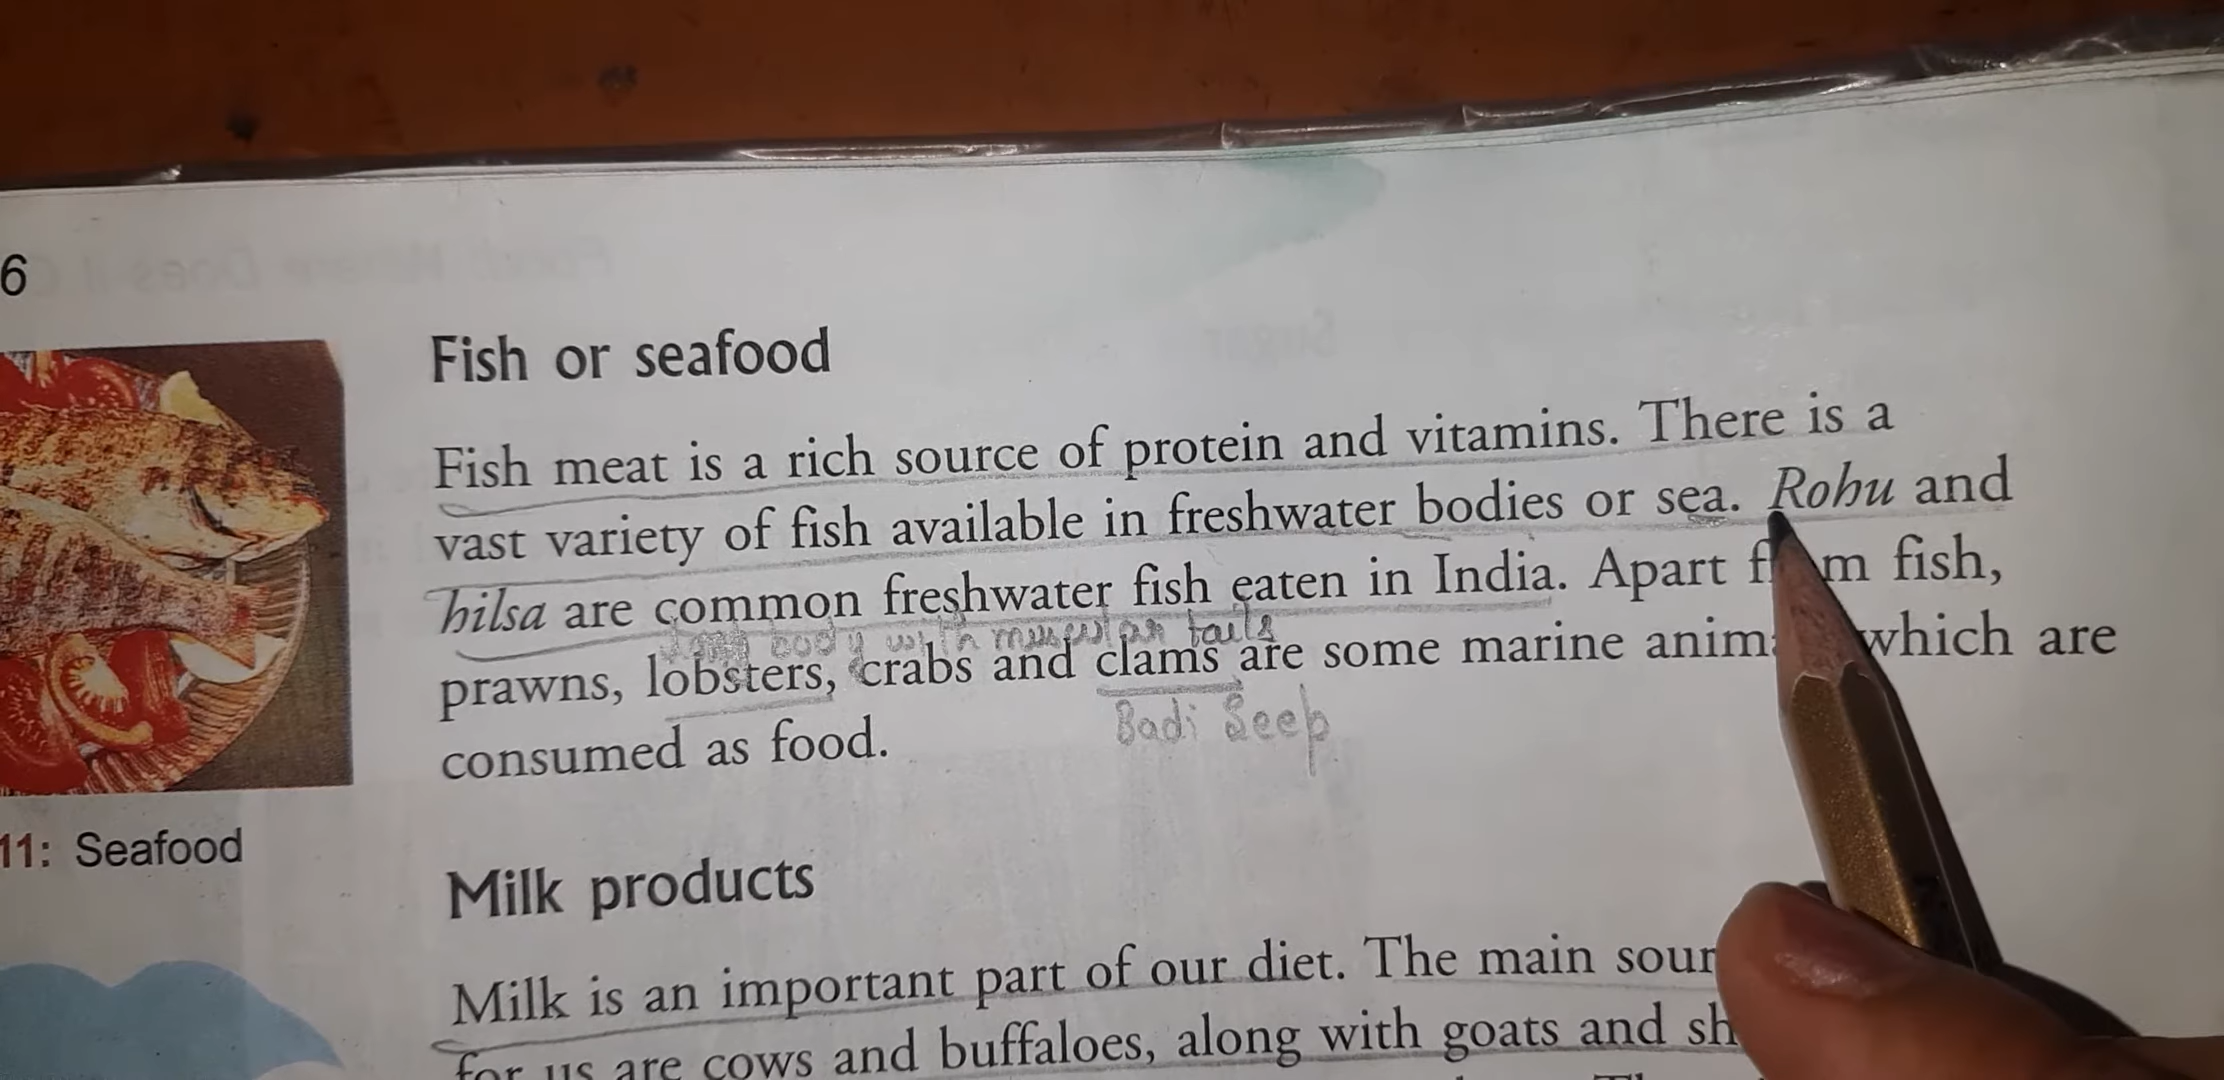 6
Fish or seafood
Fish meat is a rich source of protein and vitamins. There is a
vast variety of fish available in freshwater bodies or sea. Rohu and
hilsa are common freshwater fish eaten in India. Apart fish,
body with muscular tails
prawns, lobsters, crabs and clams are some marine which are
Badi Seep
consumed as food.
11: Seafood
Milk products
Milk is an important part of our diet. The main
for us are cows and buffaloes, along with goats and